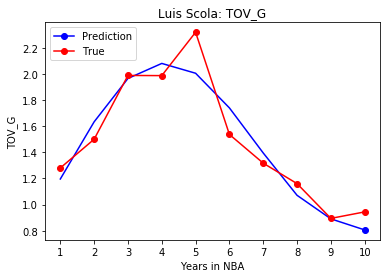 Luis Scola: TOV_G
Prediction
True
TOV_G
2.2
2.0
1.8
1.6
1.4
1.2
1.0
0.8
1 2 3 4 5 6 7 8 9 10
Years in NBA